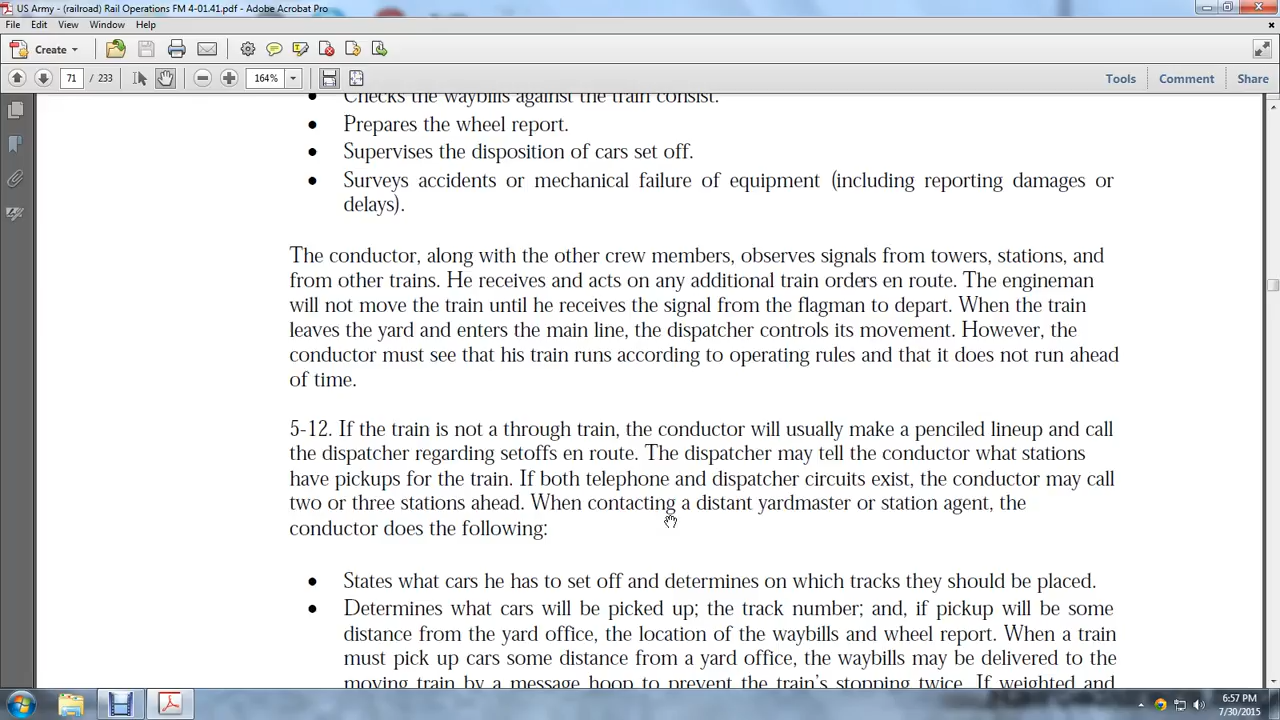 US Army - (railroad) Rail Operations FM 4-01.41.pdf - Adobe Acrobat Pro
File Edit View Window Help
Create
71 / 233 164% Tools Comment Share
• Checks the waybills against the train consist.
• Prepares the wheel report.
• Supervises the disposition of cars set off.
• Surveys accidents or mechanical failure of equipment (including reporting damages or
delays).
The conductor, along with the other crew members, observes signals from towers, stations, and
from other trains. He receives and acts on any additional train orders en route. The engineman
will not move the train until he receives the signal from the flagman to depart. When the train
leaves the yard and enters the main line, the dispatcher controls its movement. However, the
conductor must see that his train runs according to operating rules and that it does not run ahead
of time.
5-12. If the train is not a through train, the conductor will usually make a penciled lineup and call
the dispatcher regarding setoffs en route. The dispatcher may tell the conductor what stations
have pickups for the train. If both telephone and dispatcher circuits exist, the conductor may call
two or three stations ahead. When contacting a distant yardmaster or station agent, the
conductor does the following:
• States what cars he has to set off and determines on which tracks they should be placed.
• Determines what cars will be picked up; the track number; and, if pickup will be some
distance from the yard office, the location of the waybills and wheel report. When a train
must pick up cars some distance from a yard office, the waybills may be delivered to the
moving train by a message hoop to prevent the train's stopping twice. If weighted and
6:57 PM
7/30/2015